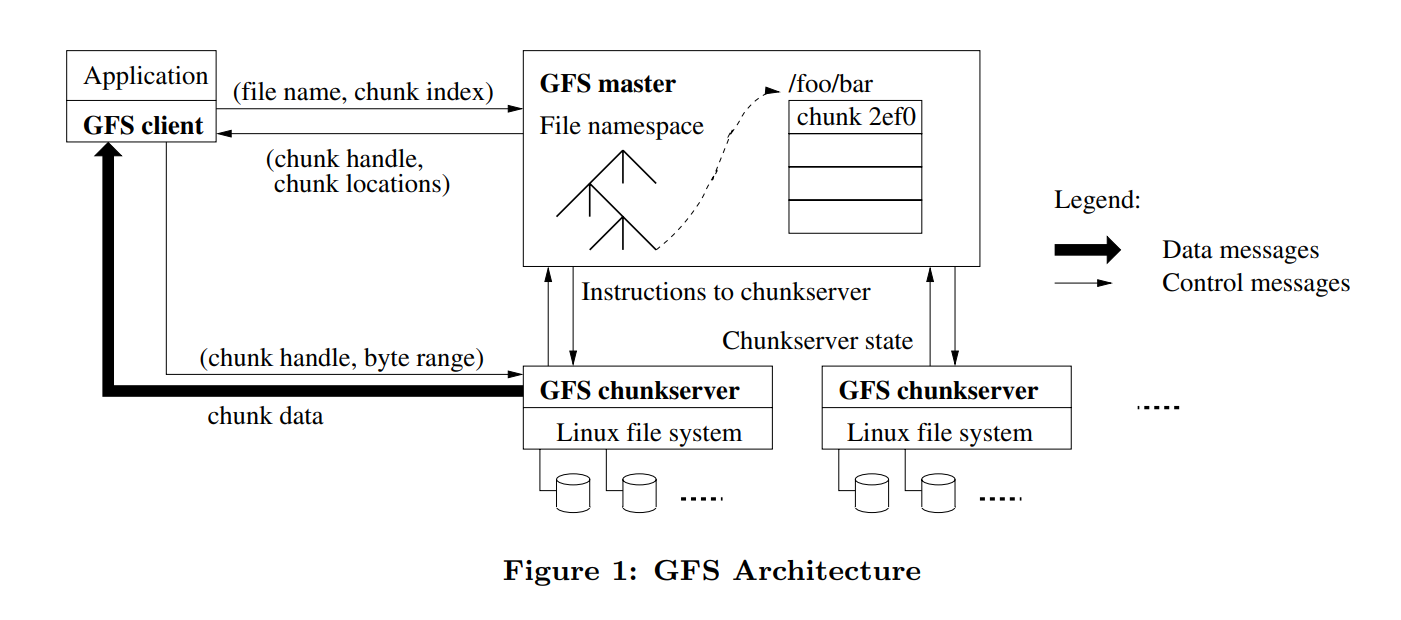 Application
GFS client
(file name, chunk index)
(chunk handle,
chunk locations)
GFS master
File namespace
/foo/bar
chunk 2ef0
Legend:
Data messages
Control messages
Instructions to chunkserver
Chunkserver state
(chunk handle, byte range)
chunk data
GFS chunkserver
Linux file system
GFS chunkserver
Linux file system
Figure 1: GFS Architecture